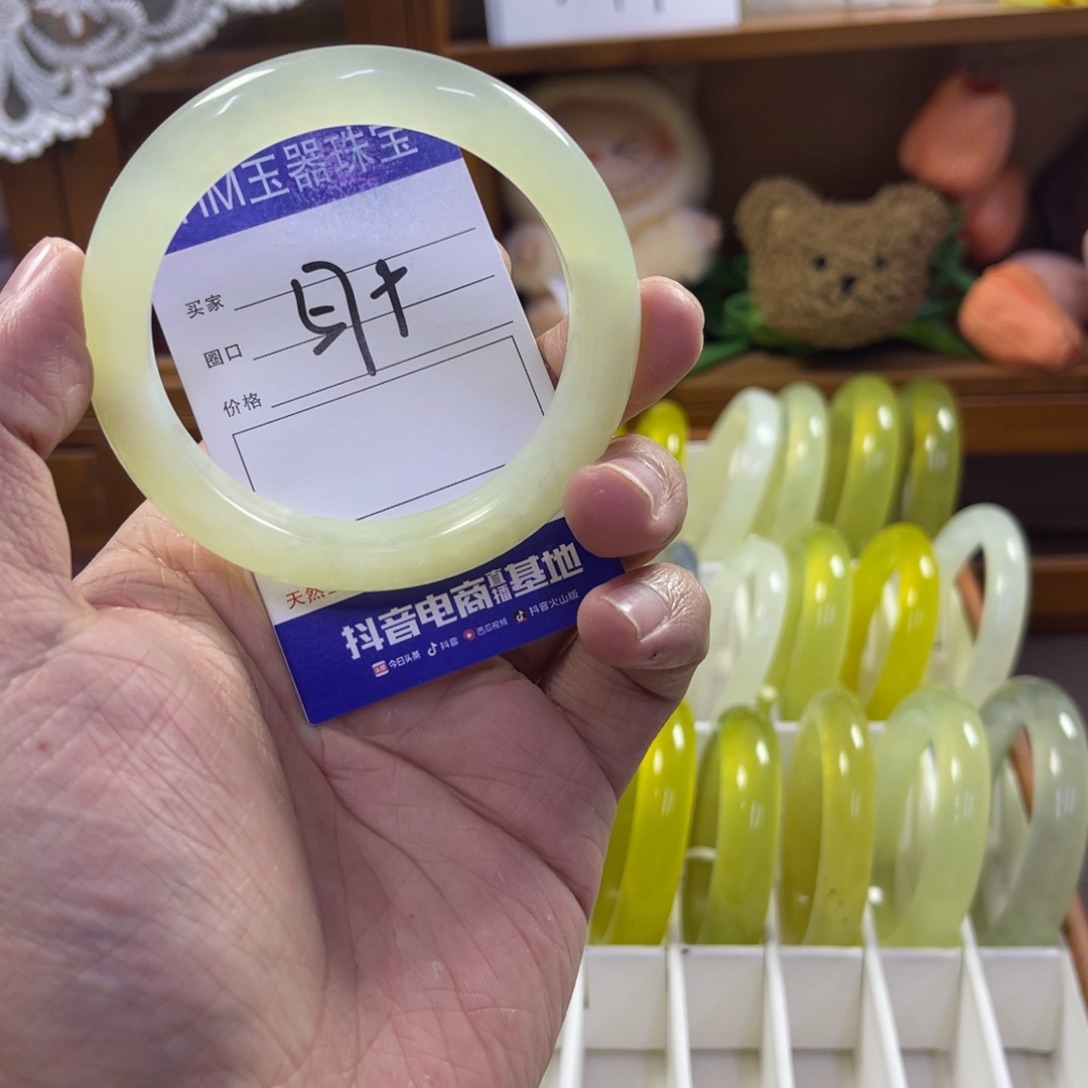 M玉器珠宝
买家
圈口
价格
天然
抖音电商直播基地
今日头条 抖音 西瓜视频 抖音火山版